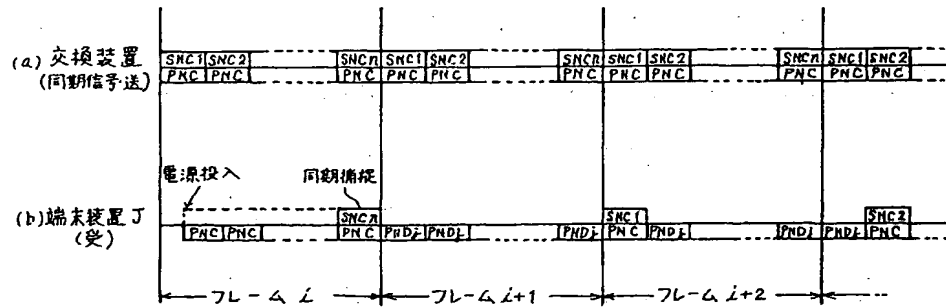 (a) 交換装置
(同期信号・送)
SNC1 SNC2 SNCn SNC1 SNC2 SNCn SNC1 SNC2 SNCn SNC1 SNC2
PNC PNC PNC PNC PNC PNC PNC PNC PNC PNC PNC
電源投入 同期捕捉
(b) 端末装置J
(受)
SNCn SNC1 SNC2
PNC PNC PNC PNDj PNDj PNDj PNC PNDj PNDj PNDj PNC
フレーム i フレーム i+1 フレーム i+2